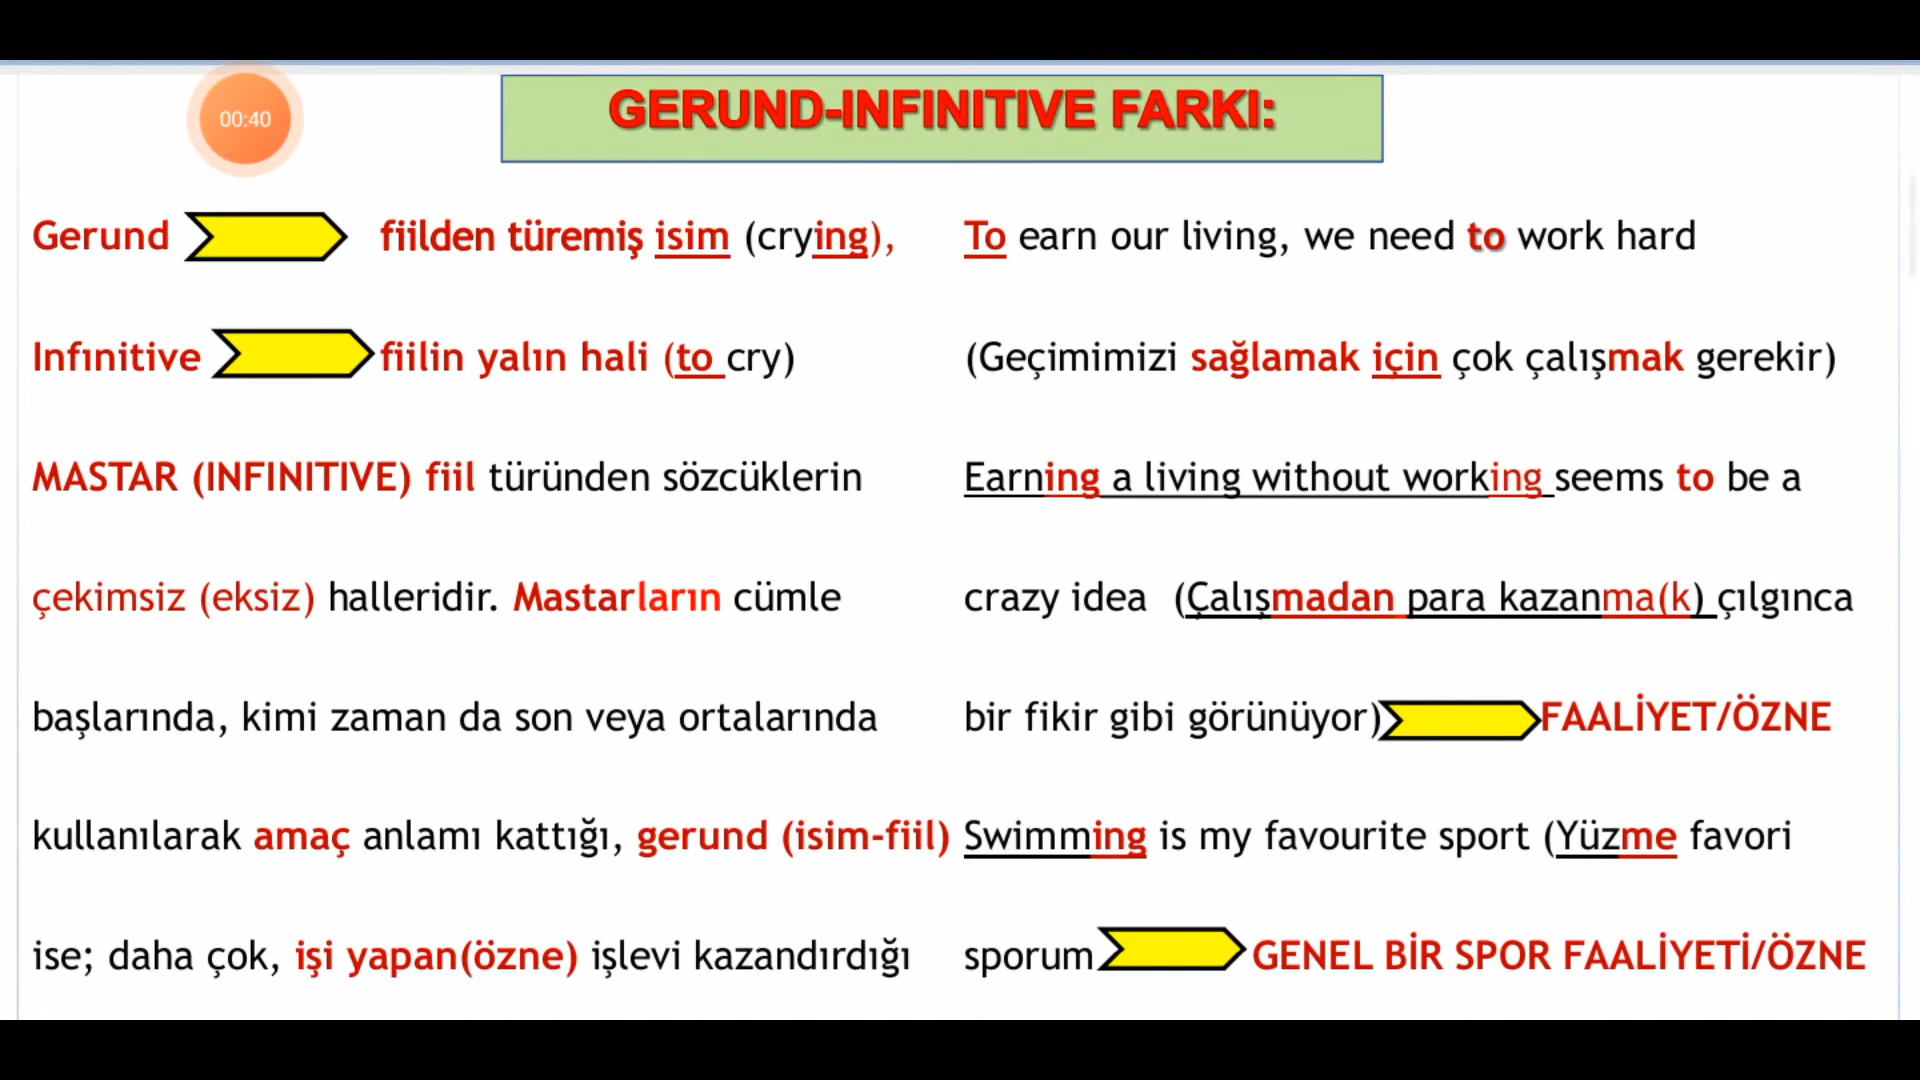 00:40
GERUND-INFINITIVE FARKI:
Gerund fiilden türemiş isim (crying),
Infınitive fiilin yalın hali (to cry)
MASTAR (INFINITIVE) fiil türünden sözcüklerin
çekimsiz (eksiz) halleridir. Mastarların cümle
başlarında, kimi zaman da son veya ortalarında
kullanılarak amaç anlamı kattığı, gerund (isim-fiil)
ise; daha çok, işi yapan(özne) işlevi kazandırdığı
To earn our living, we need to work hard
(Geçimimizi sağlamak için çok çalışmak gerekir)
Earning a living without working seems to be a
crazy idea (Çalışmadan para kazanma(k) çılgınca
bir fikir gibi görünüyor) FAALİYET/ÖZNE
Swimming is my favourite sport (Yüzme favori
sporum GENEL BİR SPOR FAALİYETİ/ÖZNE